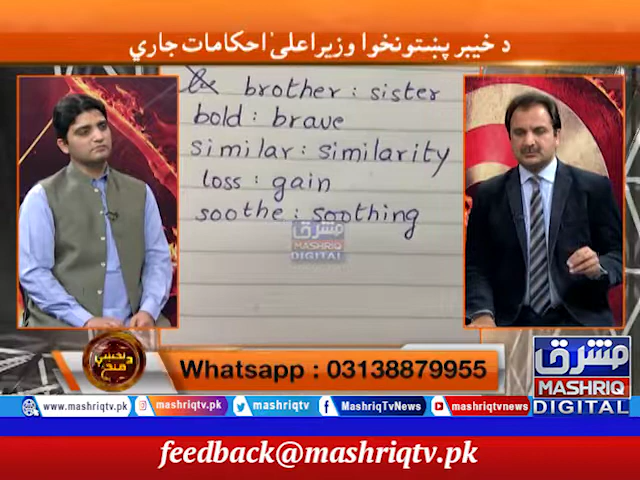 د خیبر پښتونخوا وزیراعلیٰ احکامات جاري
brother : sister
bold : brave
similar : similarity
loss : gain
soothe : soothing
مشرق
MASHRIQ
DIGITAL
Whatsapp : 03138879955
مشرق
MASHRIQ
DIGITAL
www.mashriqtv.pk
mashriqtv.pk
mashriqtv
MashriqTvNews
mashriqtvnews
feedback@mashriqtv.pk